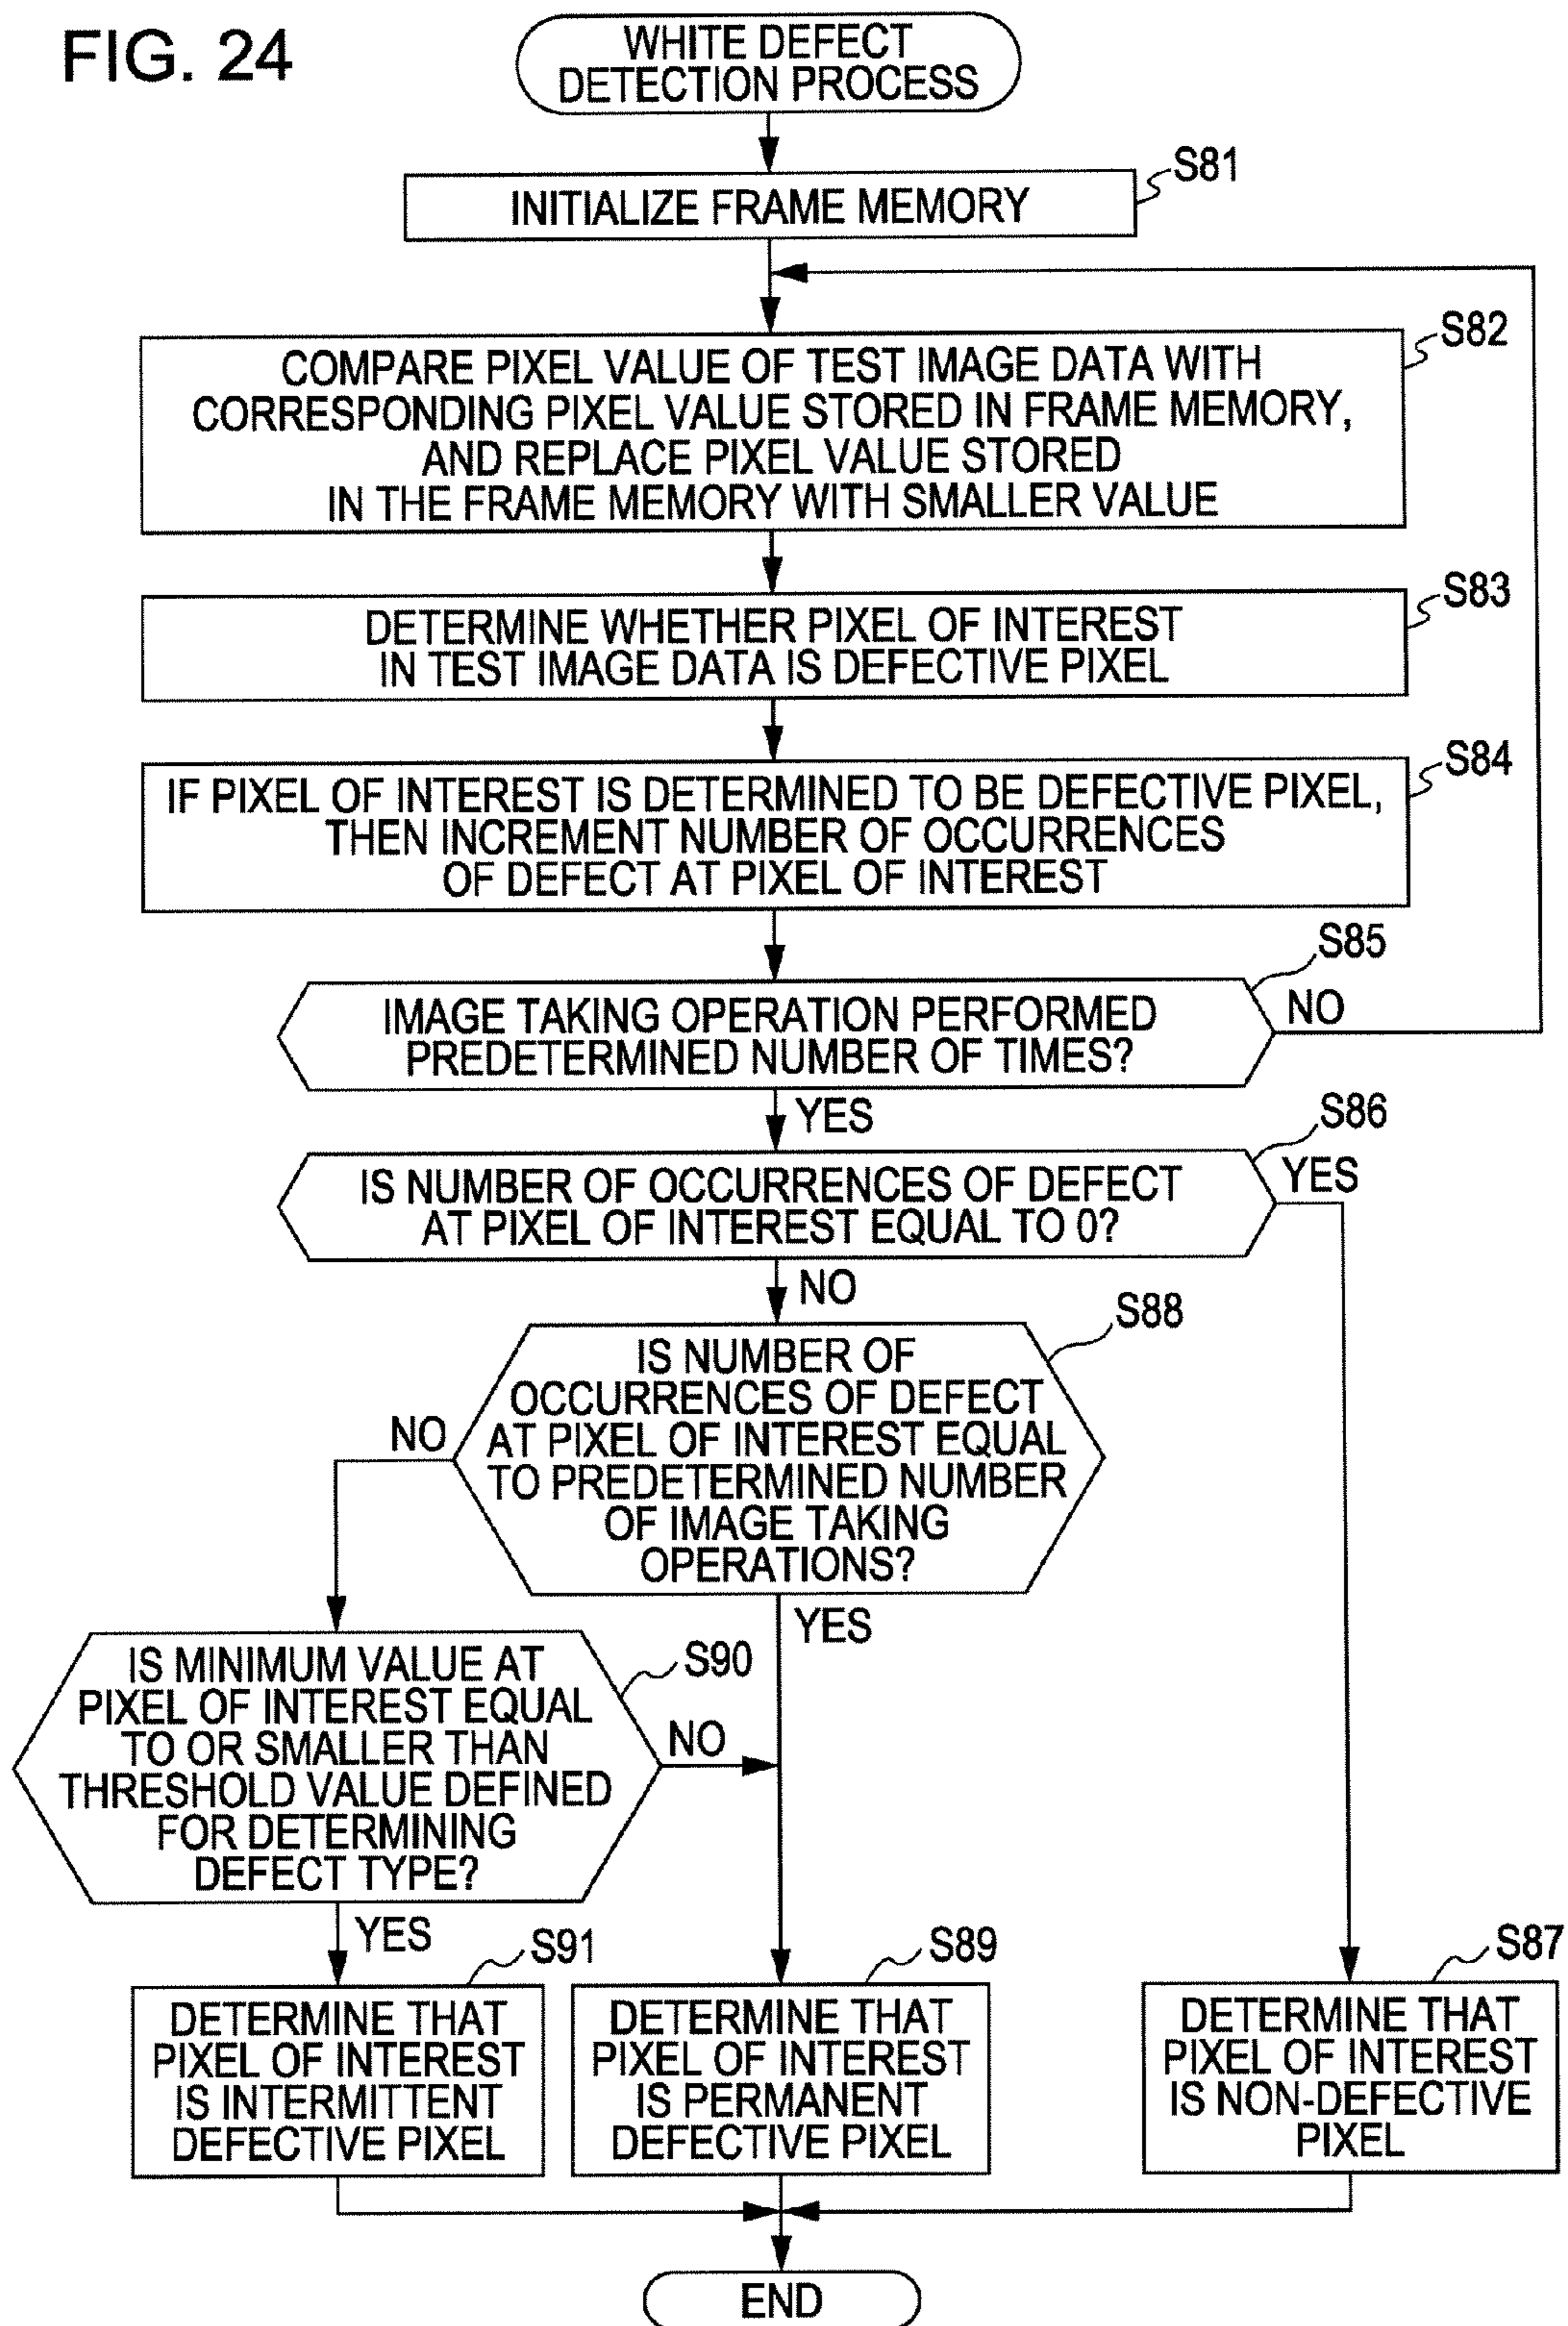 FIG. 24
WHITE DEFECT
DETECTION PROCESS
S81
INITIALIZE FRAME MEMORY
S82
COMPARE PIXEL VALUE OF TEST IMAGE DATA WITH
CORRESPONDING PIXEL VALUE STORED IN FRAME MEMORY,
AND REPLACE PIXEL VALUE STORED
IN THE FRAME MEMORY WITH SMALLER VALUE
S83
DETERMINE WHETHER PIXEL OF INTEREST
IN TEST IMAGE DATA IS DEFECTIVE PIXEL
S84
IF PIXEL OF INTEREST IS DETERMINED TO BE DEFECTIVE PIXEL,
THEN INCREMENT NUMBER OF OCCURRENCES
OF DEFECT AT PIXEL OF INTEREST
S85
IMAGE TAKING OPERATION PERFORMED
PREDETERMINED NUMBER OF TIMES?
NO
YES
S86
IS NUMBER OF OCCURRENCES OF DEFECT
AT PIXEL OF INTEREST EQUAL TO 0?
YES
NO
S88
IS NUMBER OF
OCCURRENCES OF DEFECT
AT PIXEL OF INTEREST EQUAL
TO PREDETERMINED NUMBER
OF IMAGE TAKING
OPERATIONS?
NO
YES
S90
IS MINIMUM VALUE AT
PIXEL OF INTEREST EQUAL
TO OR SMALLER THAN
THRESHOLD VALUE DEFINED
FOR DETERMINING
DEFECT TYPE?
NO
YES
S91
DETERMINE THAT
PIXEL OF INTEREST
IS INTERMITTENT
DEFECTIVE PIXEL
S89
DETERMINE THAT
PIXEL OF INTEREST
IS PERMANENT
DEFECTIVE PIXEL
S87
DETERMINE THAT
PIXEL OF INTEREST
IS NON-DEFECTIVE
PIXEL
END